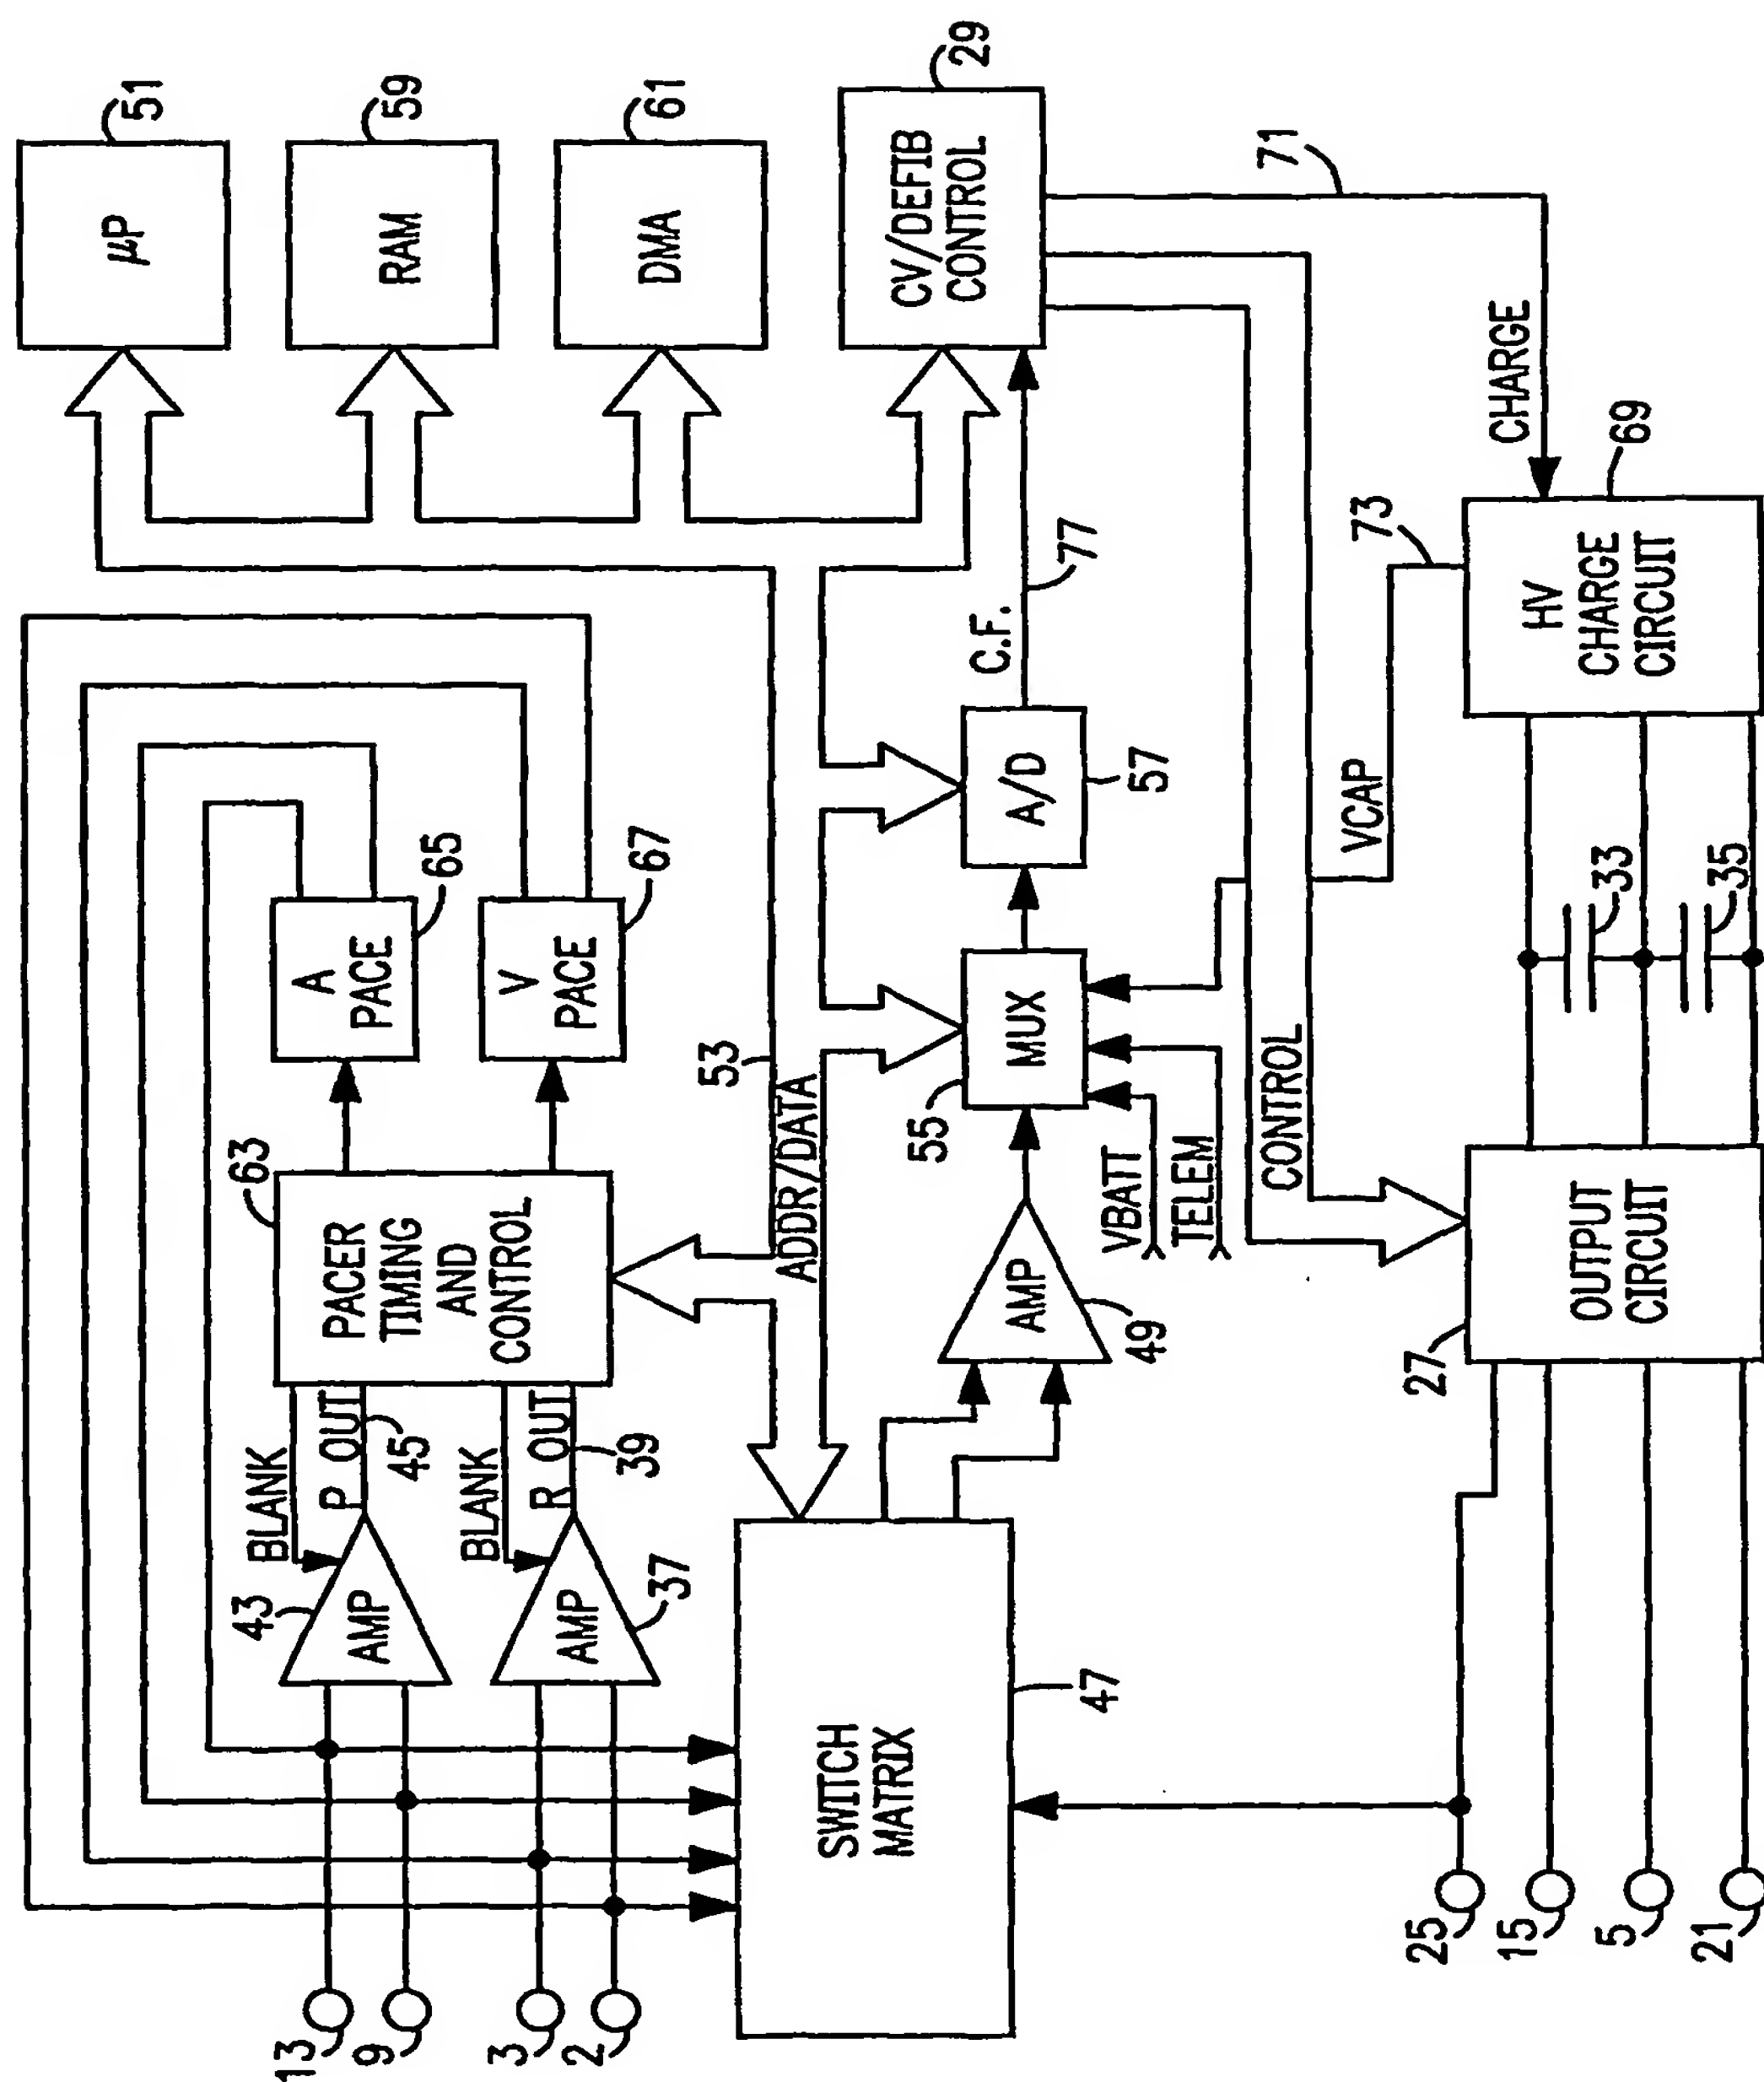 13
9
3
2
43
AMP
BLANK
P OUT
45
AMP
37
BLANK
R OUT
39
63
PACER
TIMING
AND
CONTROL
A
PACE
65
V
PACE
67
µP
51
RAM
59
DMA
61
CV/DEFIB
CONTROL
29
53
ADDR/DATA
SWITCH
MATRIX
47
AMP
49
55
MUX
VBATT
TELEM
A/D
57
C.F.
77
CONTROL
VCAP
73
CHARGE
71
HV
CHARGE
CIRCUIT
69
33
35
OUTPUT
CIRCUIT
27
25
15
5
21